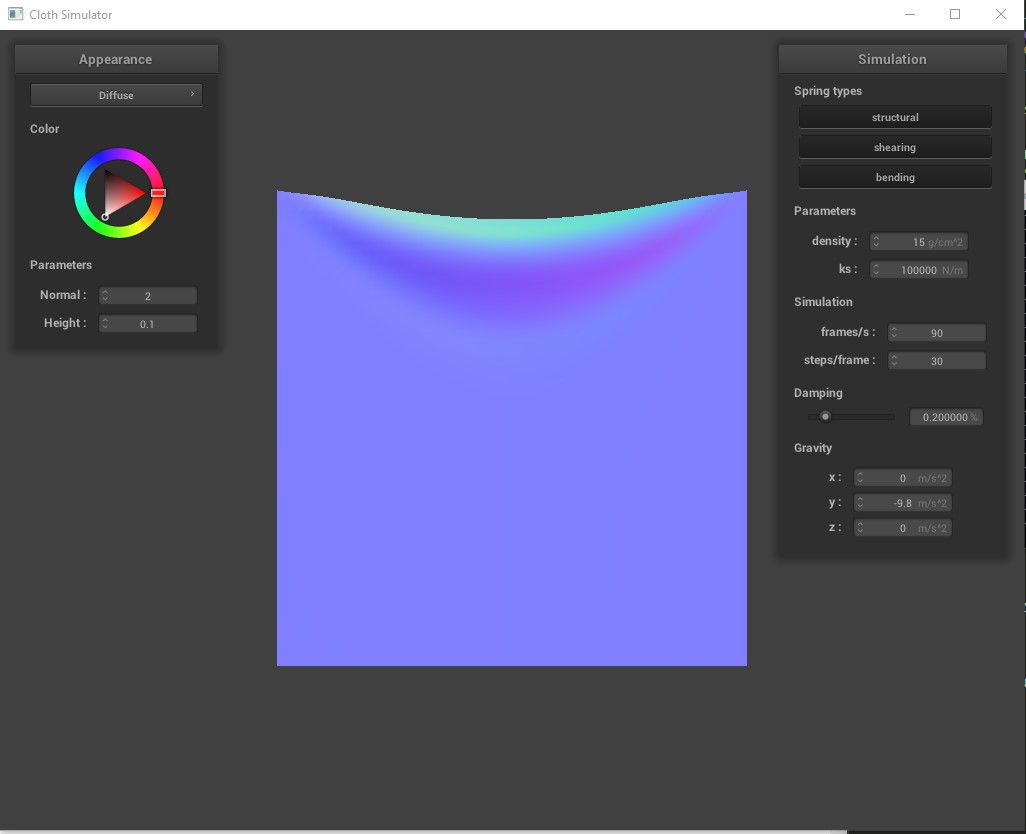 Cloth Simulator
Appearance
Diffuse
Color
Parameters
Normal : 2
Height : 0.1
Simulation
Spring types
structural
shearing
bending
Parameters
density : 15 g/cm^2
ks : 100000 N/m
Simulation
frames/s : 90
steps/frame : 30
Damping
0.200000 %
Gravity
x : 0 m/s^2
y : -9.8 m/s^2
z : 0 m/s^2